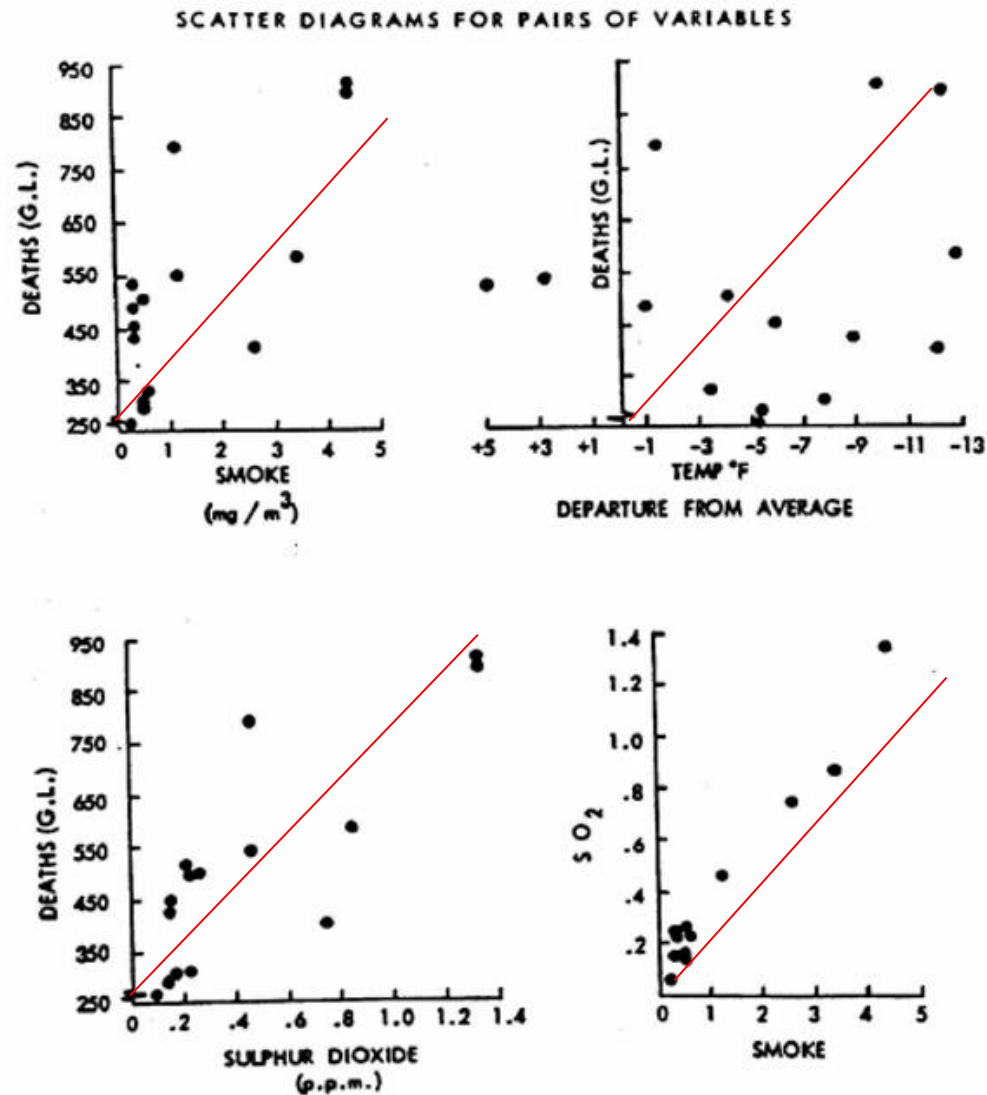 SCATTER DIAGRAMS FOR PAIRS OF VARIABLES
950
850
750
650
550
450
350
250
DEATHS (G.L.)
0 1 2 3 4 5
SMOKE
(mg / m³)
DEATHS (G.L.)
+5 +3 +1 -1 -3 -5 -7 -9 -11 -13
TEMP °F
DEPARTURE FROM AVERAGE
950
850
750
650
550
450
350
250
DEATHS (G.L.)
0 .2 .4 .6 .8 1.0 1.2 1.4
SULPHUR DIOXIDE
(p.p.m.)
1.4
1.2
1.0
.8
.6
.4
.2
SO₂
0 1 2 3 4 5
SMOKE